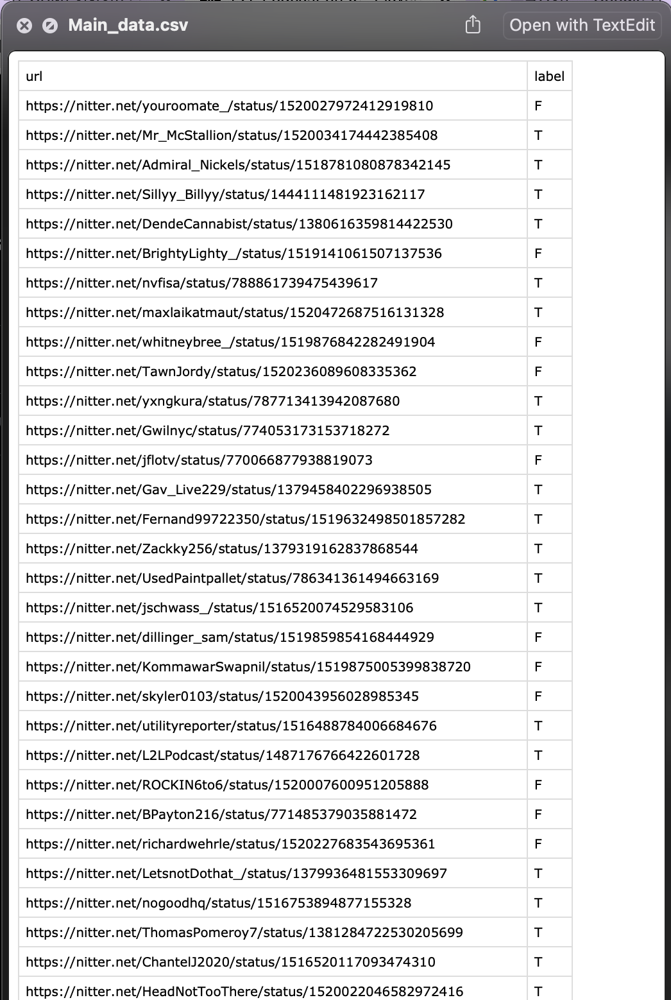 Main_data.csv Open with TextEdit
url label
https://nitter.net/youroomate_/status/1520027972412919810 F
https://nitter.net/Mr_McStallion/status/1520034174442385408 T
https://nitter.net/Admiral_Nickels/status/1518781080878342145 T
https://nitter.net/Sillyy_Billyy/status/1444111481923162117 T
https://nitter.net/DendeCannabist/status/1380616359814422530 T
https://nitter.net/BrightyLighty_/status/1519141061507137536 F
https://nitter.net/nvfisa/status/788861739475439617 T
https://nitter.net/maxlaikatmaut/status/1520472687516131328 T
https://nitter.net/whitneybree_/status/1519876842282491904 F
https://nitter.net/TawnJordy/status/1520236089608335362 F
https://nitter.net/yxngkura/status/787713413942087680 T
https://nitter.net/Gwilnyc/status/774053173153718272 T
https://nitter.net/jflotv/status/770066877938819073 F
https://nitter.net/Gav_Live229/status/1379458402296938505 T
https://nitter.net/Fernand99722350/status/1519632498501857282 T
https://nitter.net/Zackky256/status/1379319162837868544 T
https://nitter.net/UsedPaintpallet/status/786341361494663169 T
https://nitter.net/jschwass_/status/1516520074529583106 T
https://nitter.net/dillinger_sam/status/1519859854168444929 F
https://nitter.net/KommawarSwapnil/status/1519875005399838720 F
https://nitter.net/skyler0103/status/1520043956028985345 F
https://nitter.net/utilityreporter/status/1516488784006684676 T
https://nitter.net/L2LPodcast/status/1487176766422601728 T
https://nitter.net/ROCKIN6to6/status/1520007600951205888 F
https://nitter.net/BPayton216/status/771485379035881472 F
https://nitter.net/richardwehrle/status/1520227683543695361 F
https://nitter.net/LetsnotDothat_/status/1379936481553309697 T
https://nitter.net/nogoodhq/status/1516753894877155328 T
https://nitter.net/ThomasPomeroy7/status/1381284722530205699 T
https://nitter.net/ChantelJ2020/status/1516520117093474310 T
https://nitter.net/HeadNotTooThere/status/1520022046582972416 T